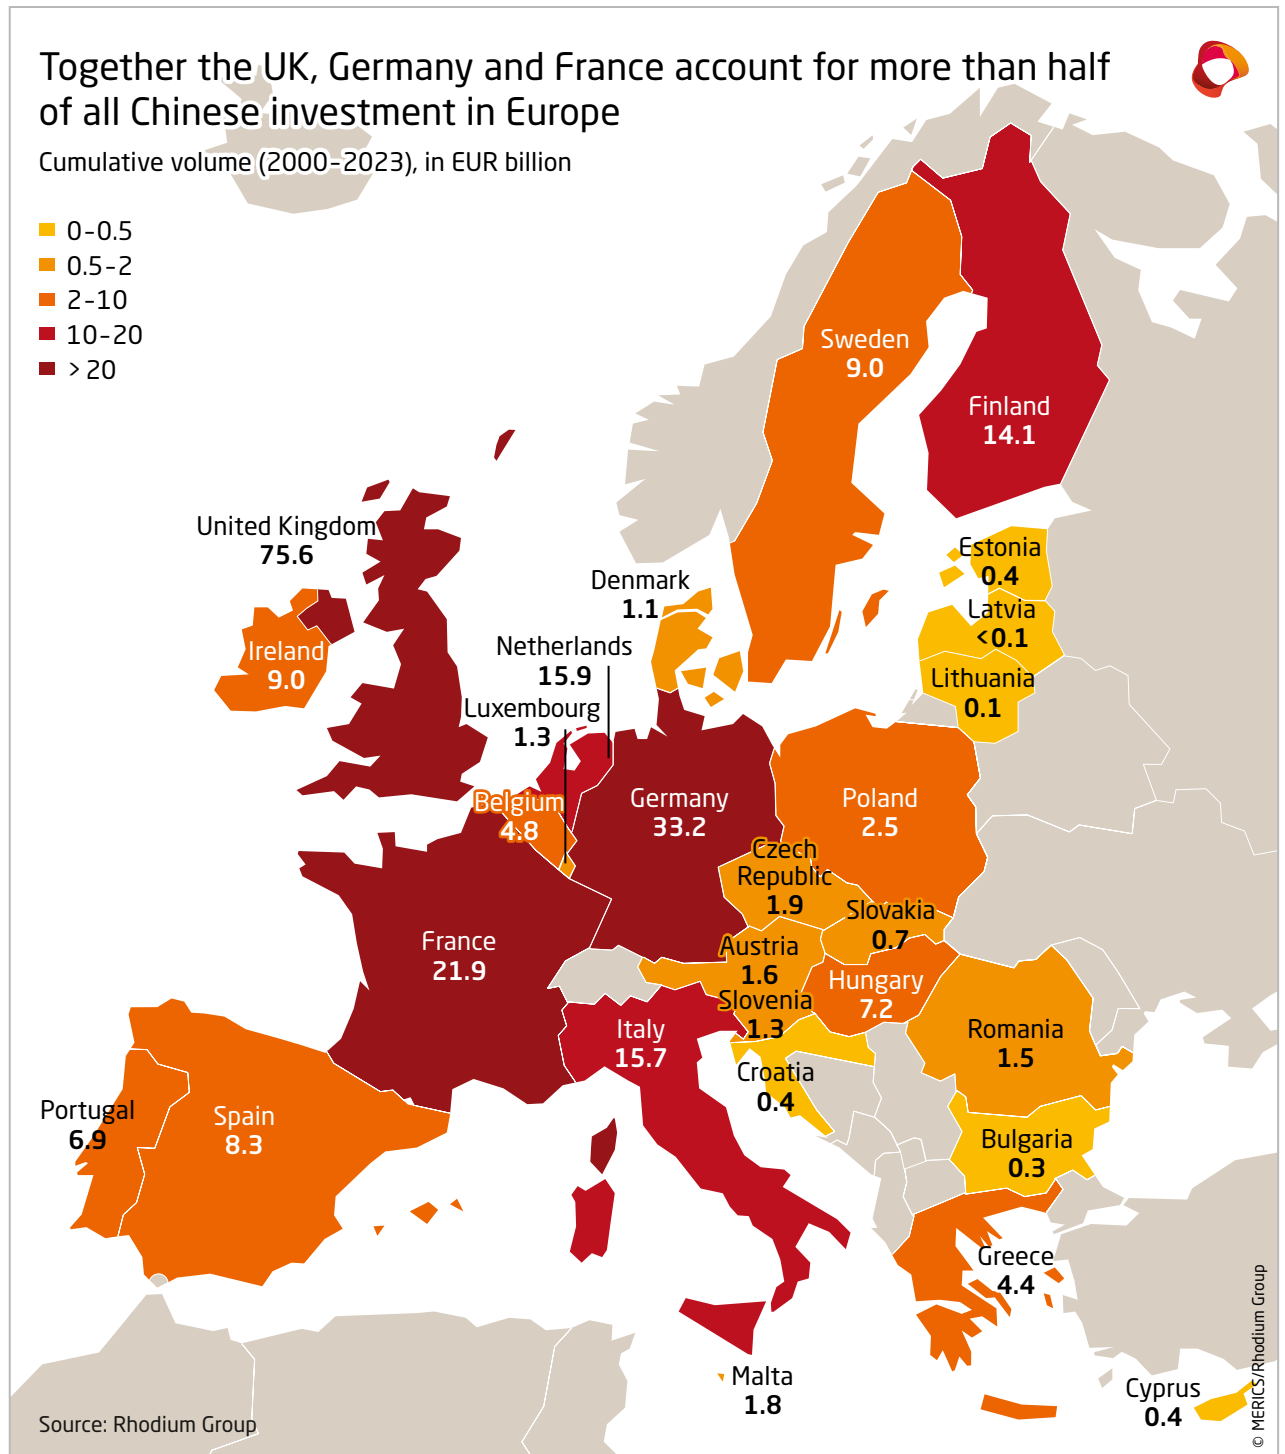 Together the UK, Germany and France account for more than half
of all Chinese investment in Europe
Cumulative volume (2000–2023), in EUR billion
0–0.5
0.5–2
2–10
10–20
> 20
Sweden
9.0
Finland
14.1
United Kingdom
75.6
Estonia
0.4
Denmark
1.1
Latvia
<0.1
Ireland
9.0
Netherlands
15.9
Lithuania
0.1
Luxembourg
1.3
Belgium
4.8
Germany
33.2
Poland
2.5
Czech
Republic
1.9
Slovakia
0.7
France
21.9
Austria
1.6
Hungary
7.2
Slovenia
1.3
Italy
15.7
Romania
1.5
Croatia
0.4
Portugal
6.9
Spain
8.3
Bulgaria
0.3
Greece
4.4
Malta
1.8
Cyprus
0.4
Source: Rhodium Group
© MERICS/Rhodium Group